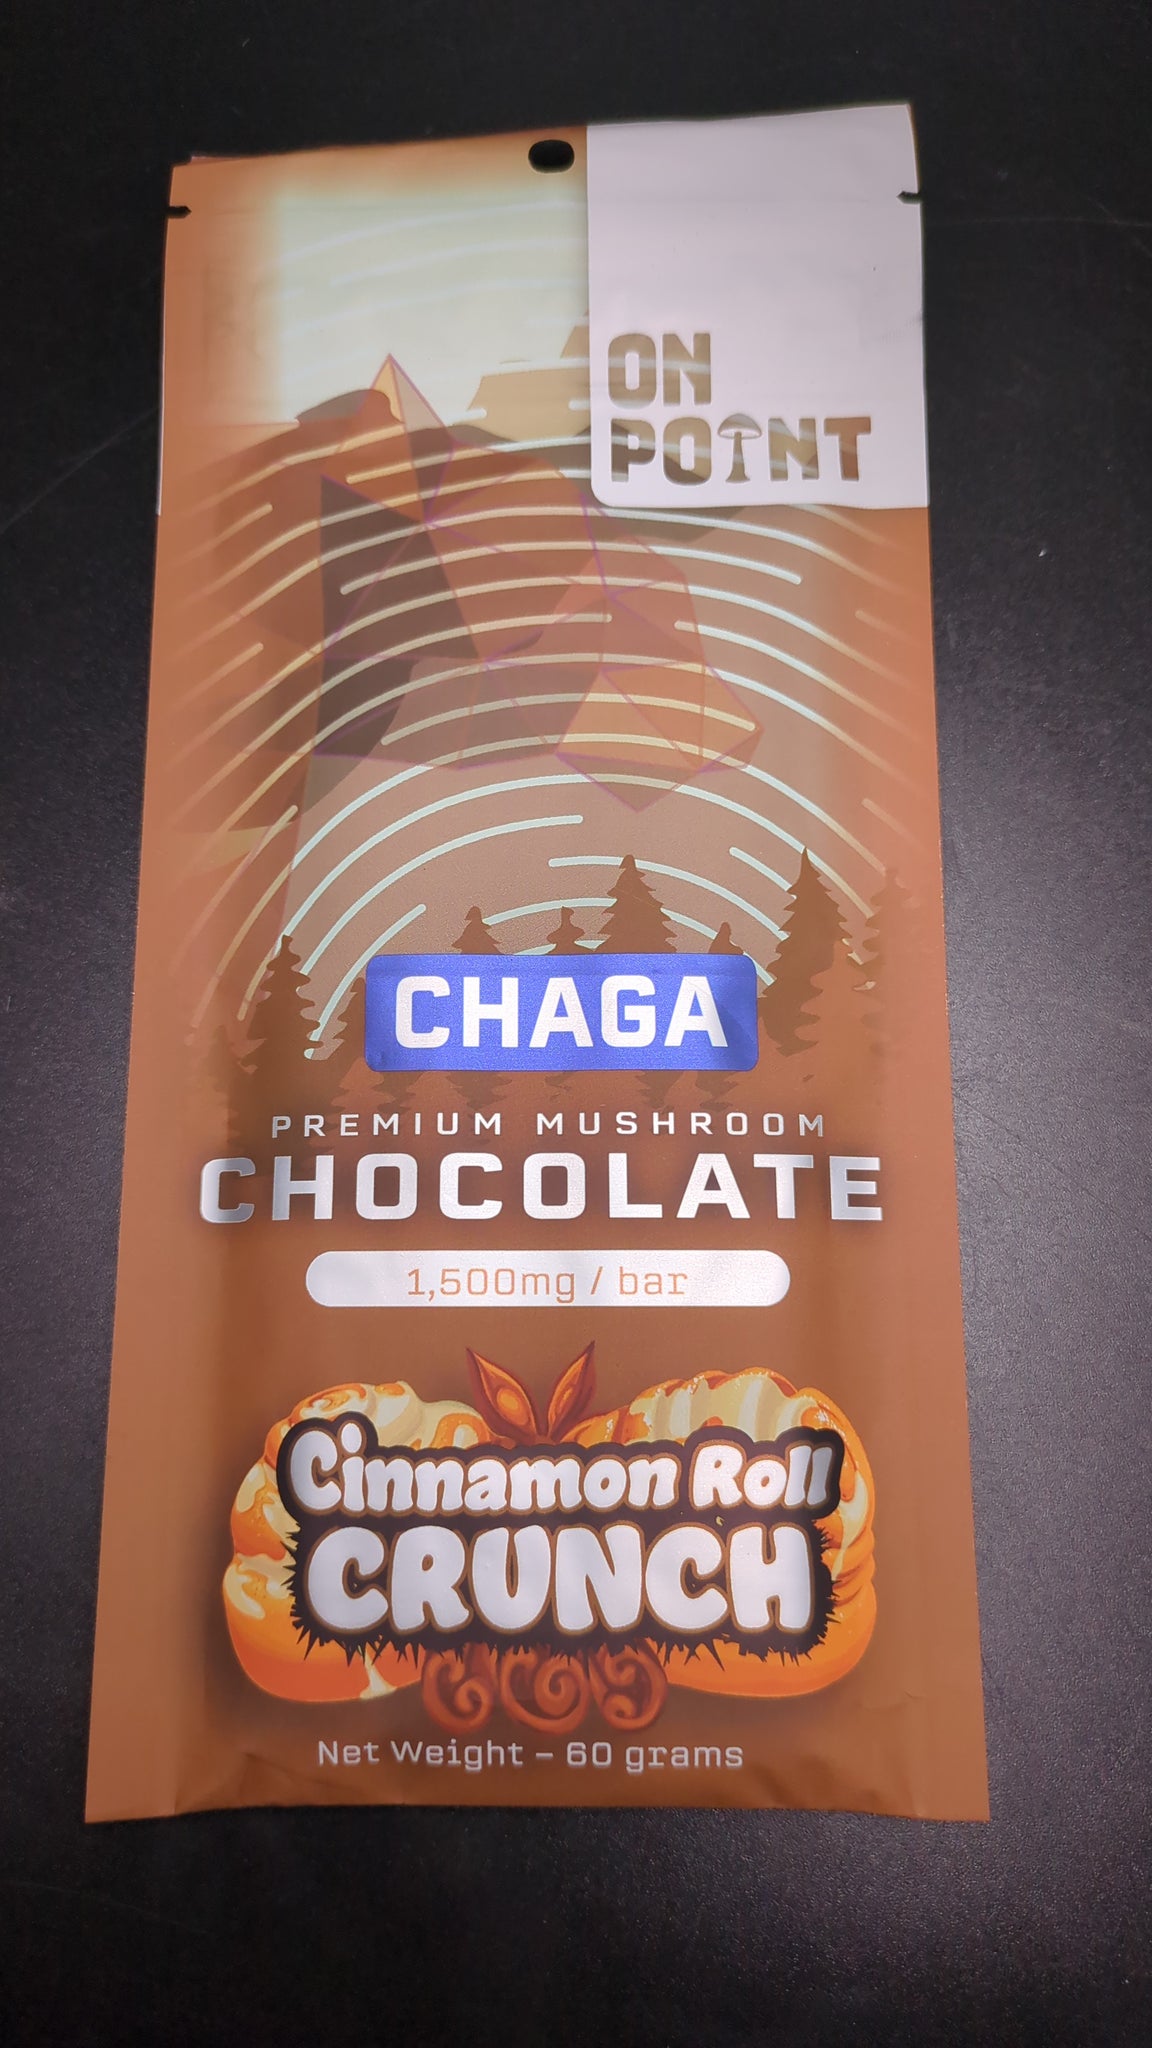 ON
POINT
CHAGA
PREMIUM MUSHROOM
CHOCOLATE
1,500mg / bar
Cinnamon Roll
CRUNCH
Net Weight – 60 grams